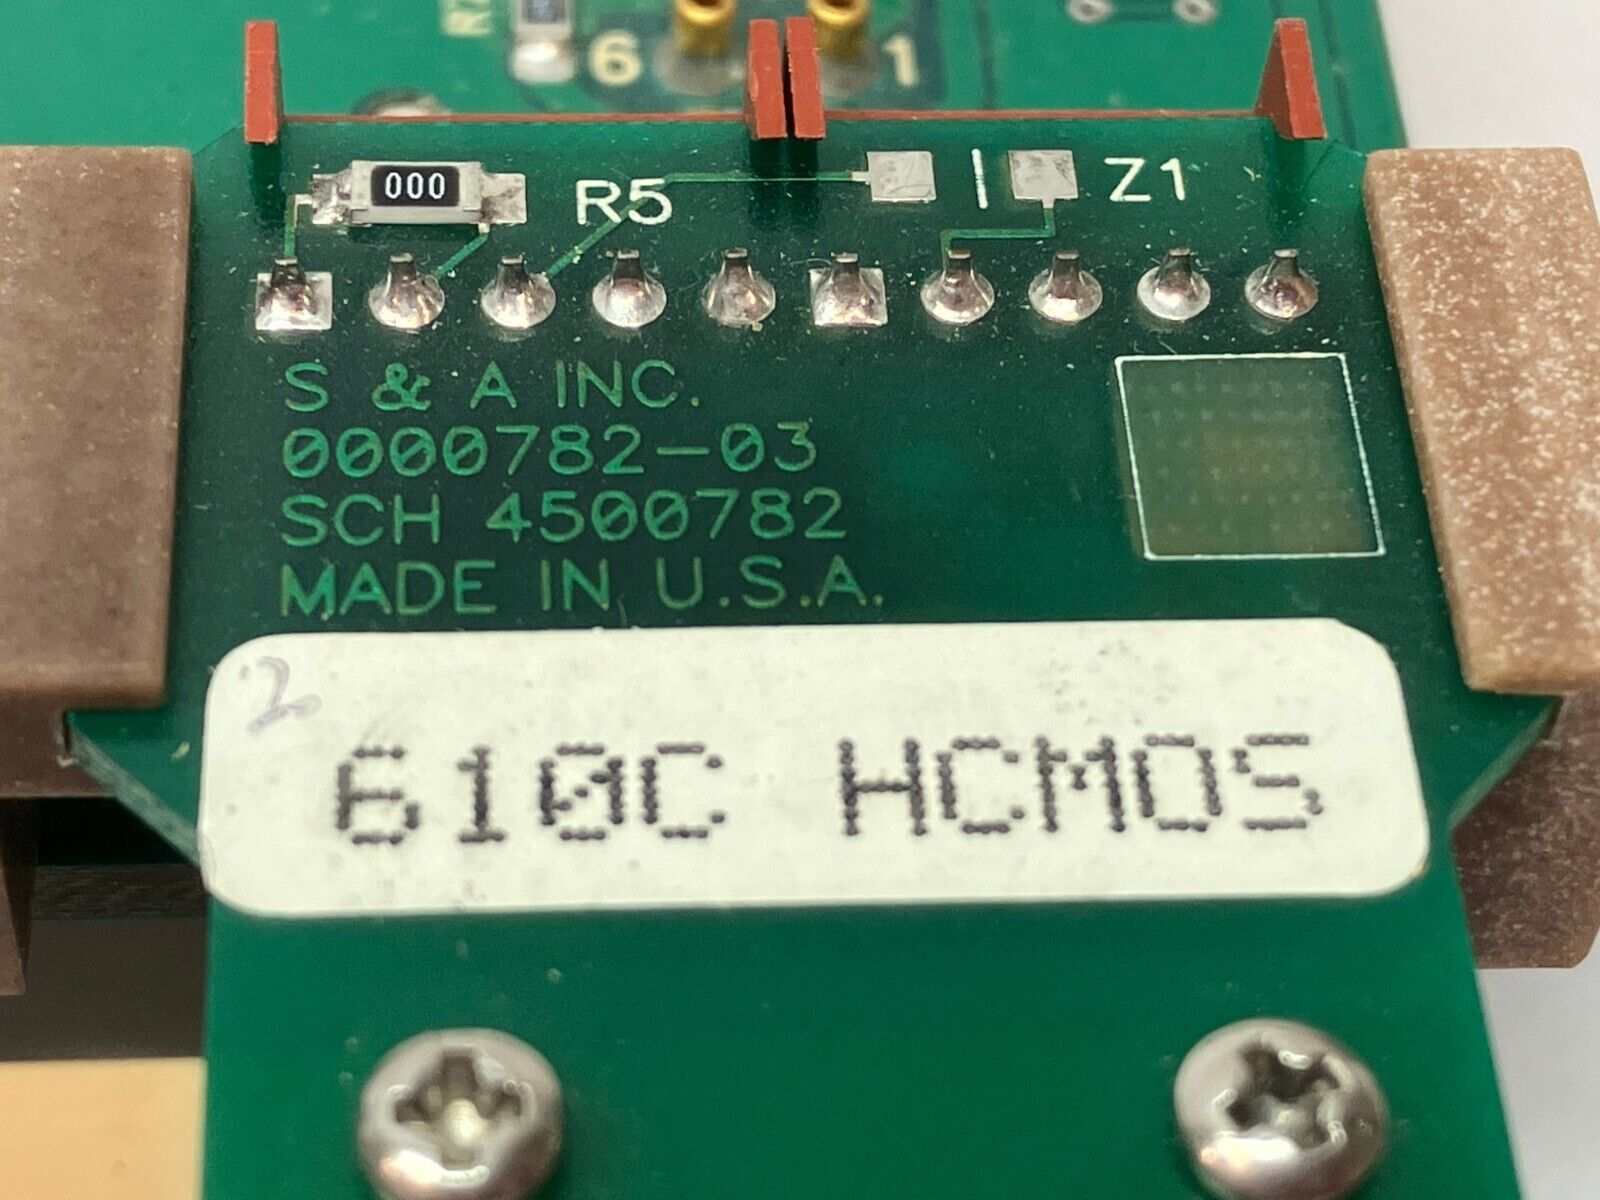 6 1
000 R5 Z1
S & A INC.
0000782-03
SCH 4500782
MADE IN U.S.A.
2
610C HCMOS